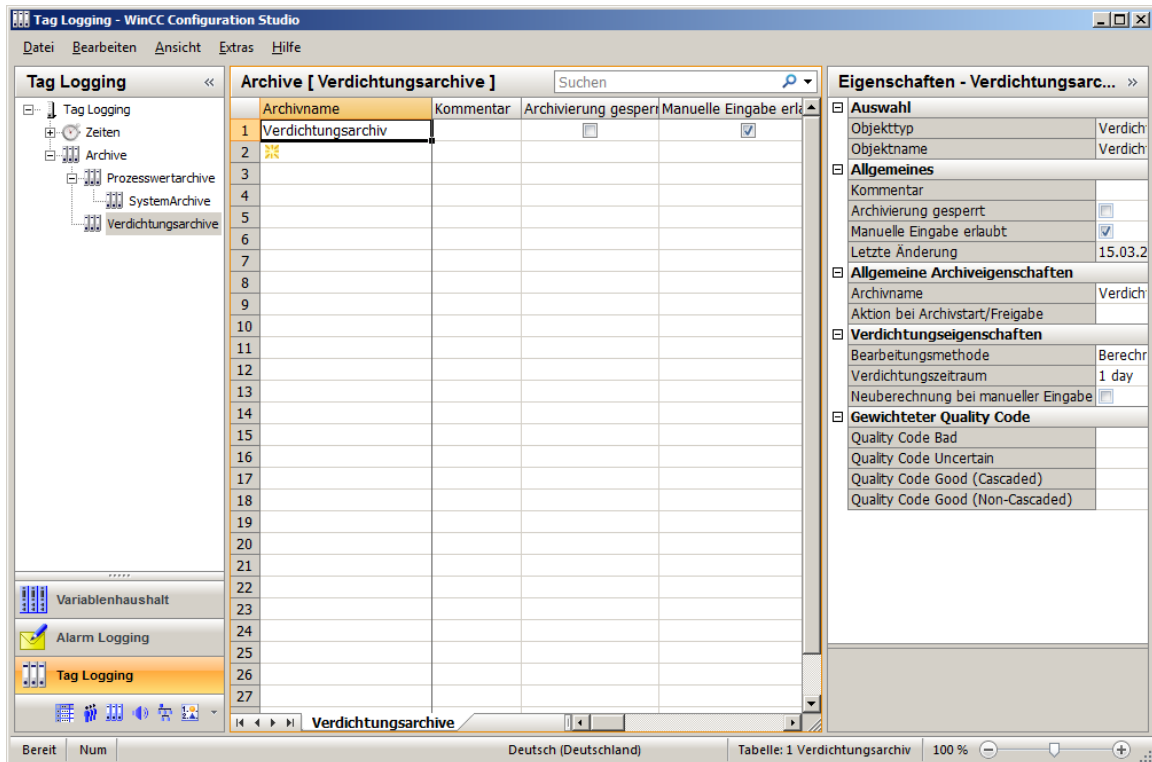 Tag Logging - WinCC Configuration Studio
Datei Bearbeiten Ansicht Extras Hilfe
Tag Logging «
Tag Logging
Zeiten
Archive
Prozesswertarchive
SystemArchive
Verdichtungsarchive
Variablenhaushalt
Alarm Logging
Tag Logging
Archive [ Verdichtungsarchive ] Suchen
Archivname Kommentar Archivierung gesperr Manuelle Eingabe erla
1 Verdichtungsarchiv
2
3
4
5
6
7
8
9
10
11
12
13
14
15
16
17
18
19
20
21
22
23
24
25
26
27
Verdichtungsarchive
Eigenschaften - Verdichtungsarc... »
Auswahl
Objekttyp Verdich
Objektname Verdich
Allgemeines
Kommentar
Archivierung gesperrt
Manuelle Eingabe erlaubt
Letzte Änderung 15.03.2
Allgemeine Archiveigenschaften
Archivname Verdich
Aktion bei Archivstart/Freigabe
Verdichtungseigenschaften
Bearbeitungsmethode Berechr
Verdichtungszeitraum 1 day
Neuberechnung bei manueller Eingabe
Gewichteter Quality Code
Quality Code Bad
Quality Code Uncertain
Quality Code Good (Cascaded)
Quality Code Good (Non-Cascaded)
Bereit Num Deutsch (Deutschland) Tabelle: 1 Verdichtungsarchiv 100 %